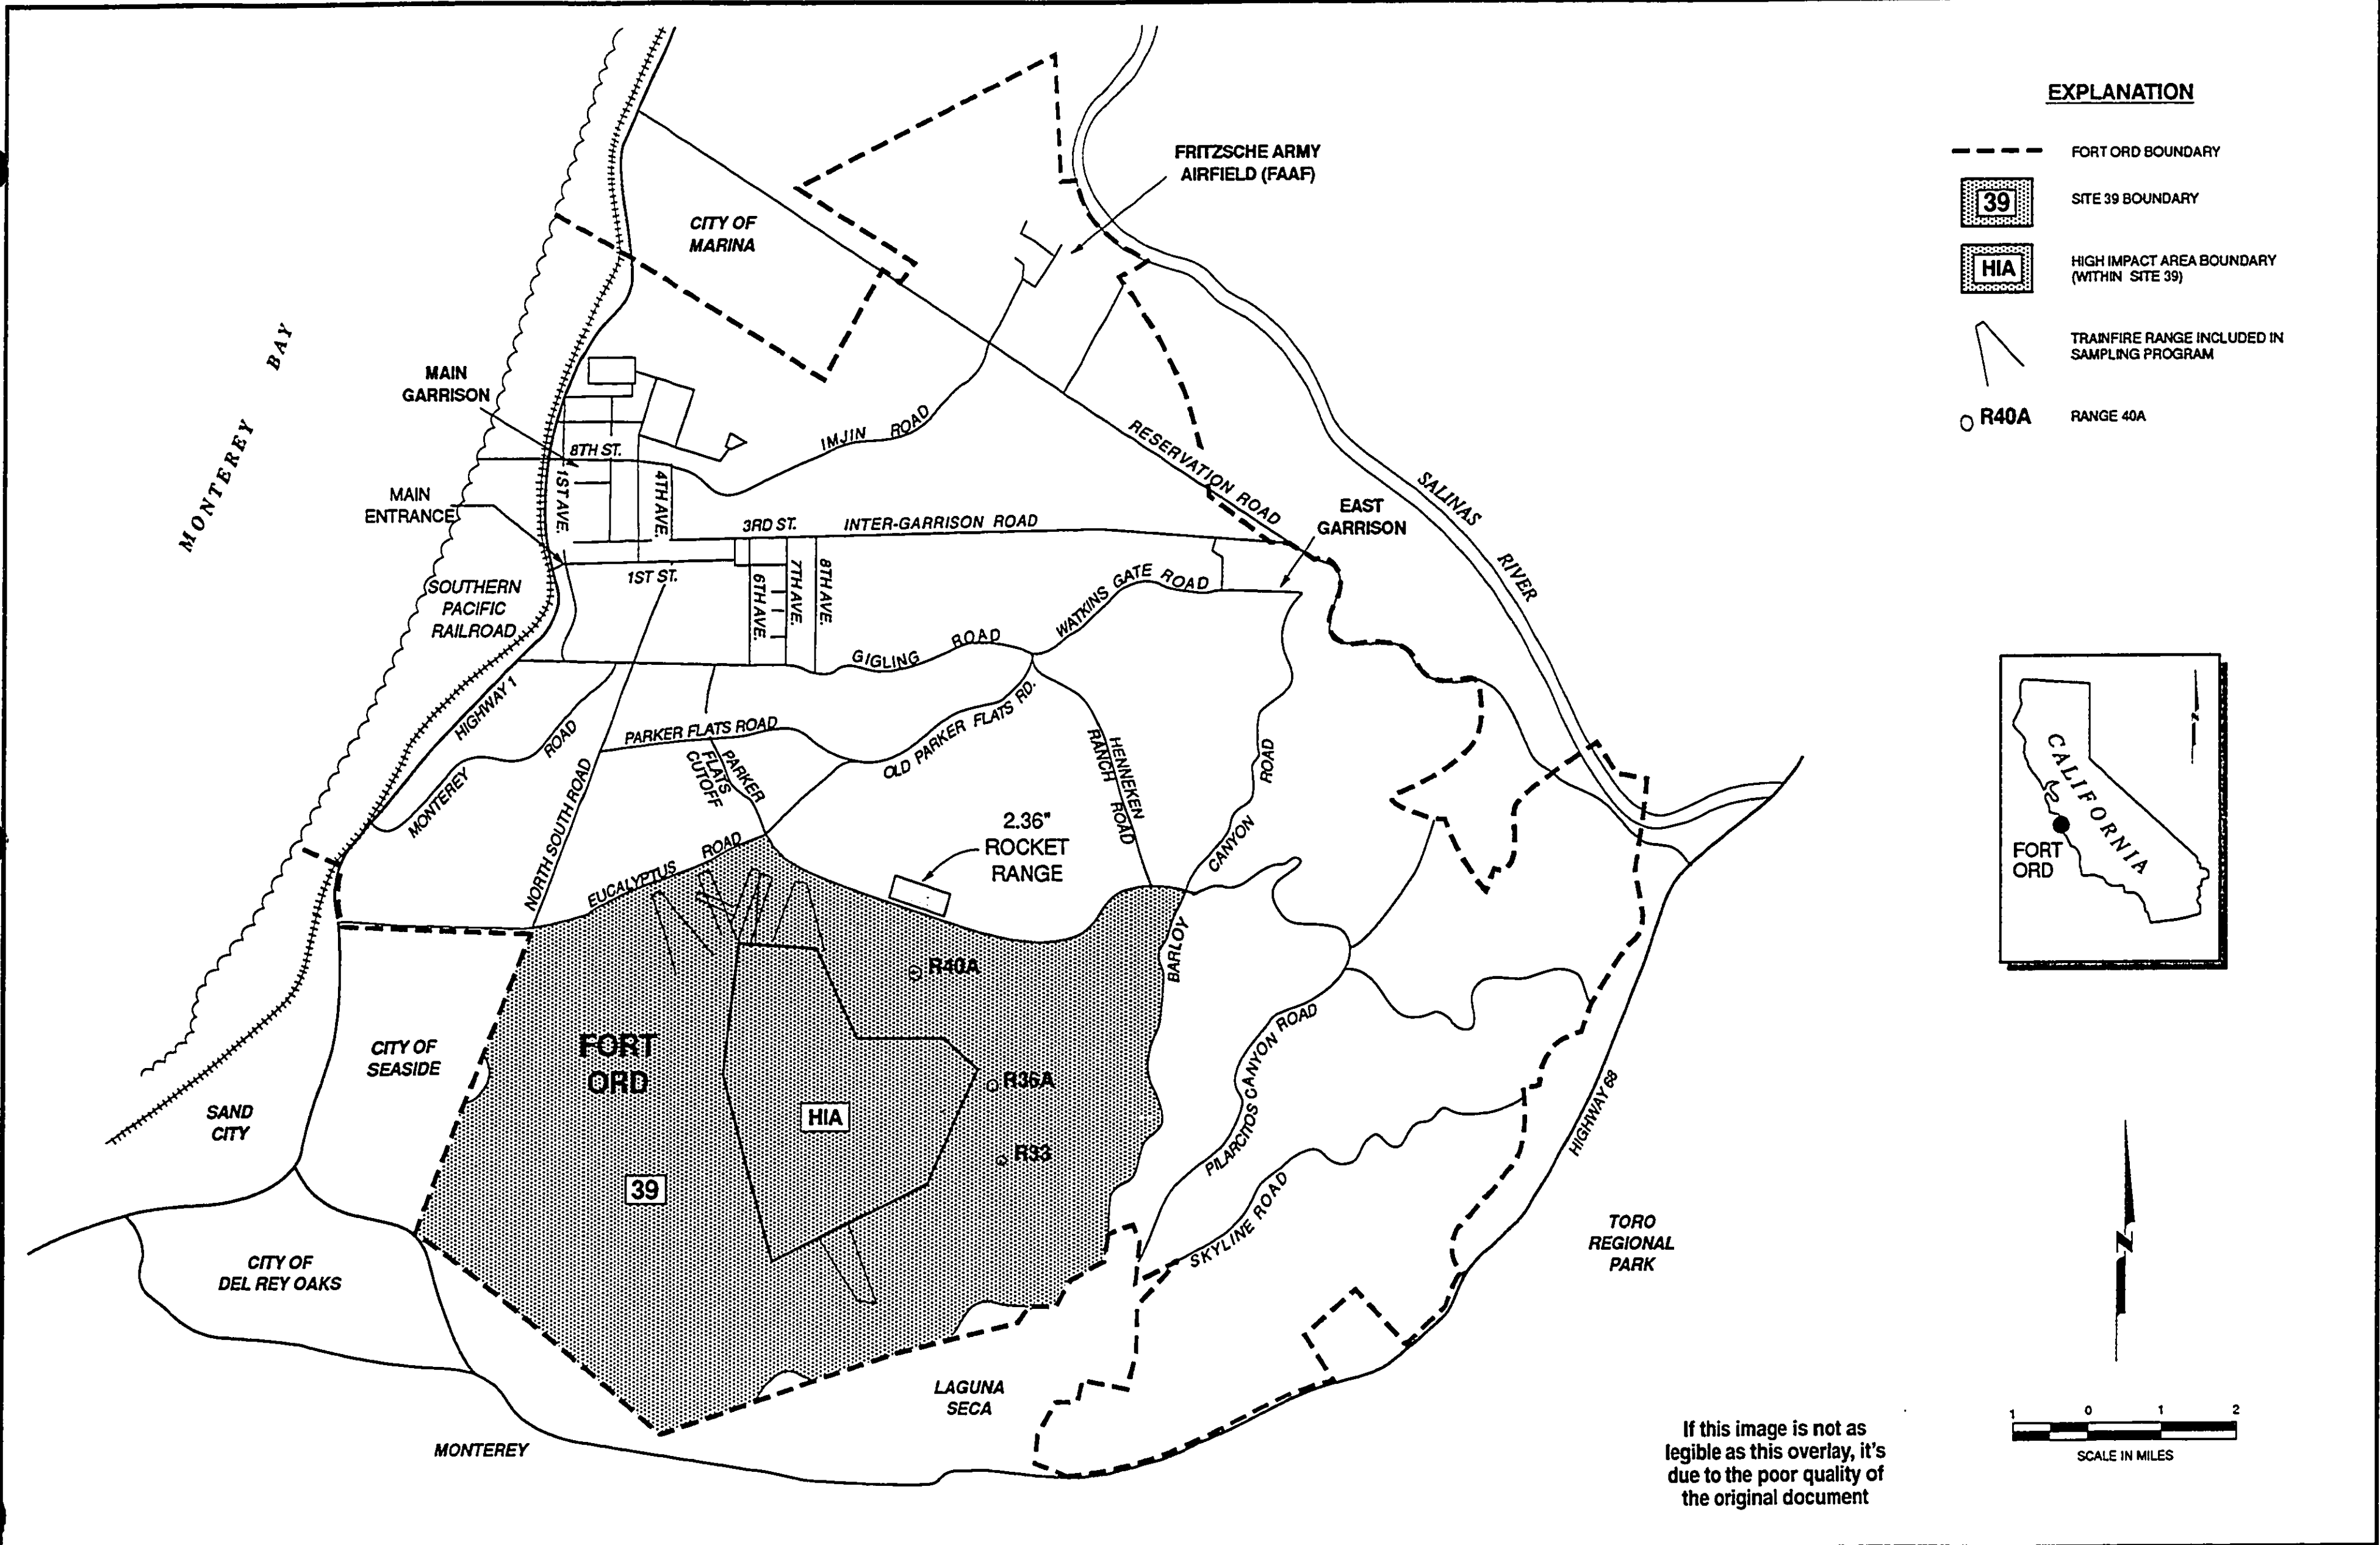 EXPLANATION
FORT ORD BOUNDARY
39
SITE 39 BOUNDARY
HIA
HIGH IMPACT AREA BOUNDARY
(WITHIN SITE 39)
TRAINFIRE RANGE INCLUDED IN
SAMPLING PROGRAM
R40A
RANGE 40A
FRITZSCHE ARMY
AIRFIELD (FAAF)
CITY OF
MARINA
MONTEREY BAY
MAIN
GARRISON
IMJIN ROAD
RESERVATION ROAD
8TH ST.
1ST AVE.
4TH AVE.
MAIN
ENTRANCE
3RD ST.
INTER-GARRISON ROAD
EAST
GARRISON
SALINAS RIVER
SOUTHERN
PACIFIC
RAILROAD
1ST ST.
6TH AVE.
7TH AVE.
8TH AVE.
WATKINS GATE ROAD
GIGLING ROAD
HIGHWAY 1
MONTEREY ROAD
NORTH SOUTH ROAD
PARKER FLATS ROAD
PARKER
FLATS
CUTOFF
OLD PARKER FLATS RD.
HENNEKEN
RANCH ROAD
BARLOY CANYON ROAD
2.36"
ROCKET
RANGE
EUCALYPTUS ROAD
CALIFORNIA
FORT
ORD
N
R40A
CITY OF
SEASIDE
FORT
ORD
R36A
HIA
R33
39
PILARCITOS CANYON ROAD
SKYLINE ROAD
HIGHWAY 68
SAND
CITY
CITY OF
DEL REY OAKS
TORO
REGIONAL
PARK
LAGUNA
SECA
MONTEREY
N
1 0 1 2
SCALE IN MILES
If this image is not as
legible as this overlay, it's
due to the poor quality of
the original document